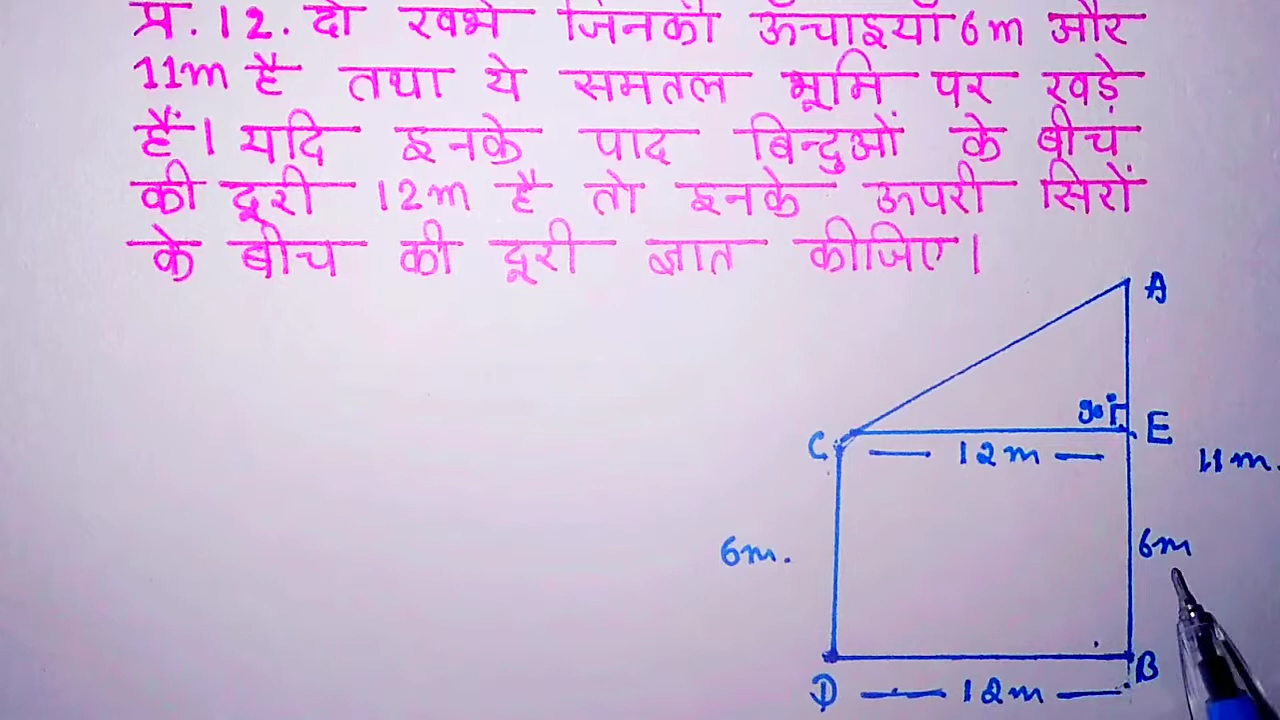 प्र.12. दो खंभे जिनकी ऊँचाइयाँ 6m और
11m है तथा ये समतल भूमि पर खड़े
हैं। यदि इनके पाद बिन्दुओं के बीच
की दूरी 12m है तो इनके ऊपरी सिरों
के बीच की दूरी ज्ञात कीजिए।
A
90°
E
C
12m
11m.
6m.
6m
D
12m
B